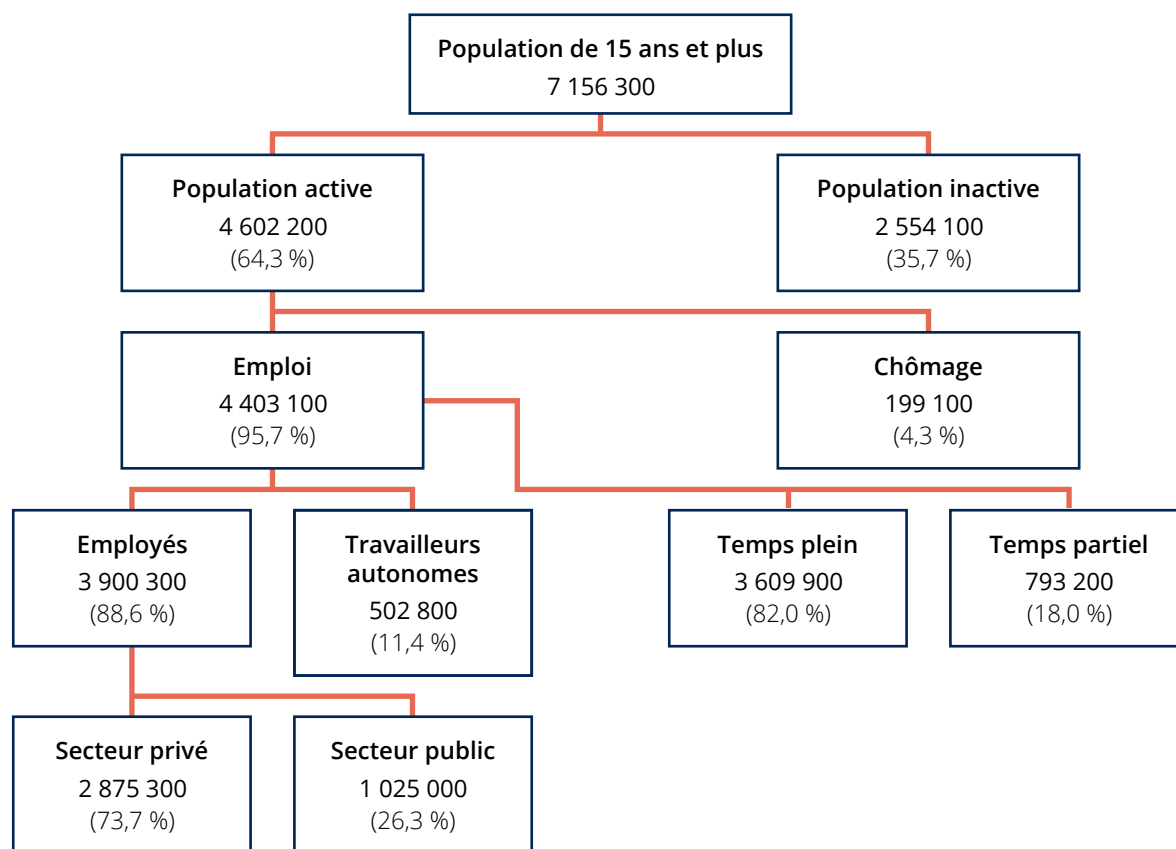 Population de 15 ans et plus
7 156 300
Population active
4 602 200
(64,3 %)
Population inactive
2 554 100
(35,7 %)
Emploi
4 403 100
(95,7 %)
Chômage
199 100
(4,3 %)
Employés
3 900 300
(88,6 %)
Travailleurs
autonomes
502 800
(11,4 %)
Temps plein
3 609 900
(82,0 %)
Temps partiel
793 200
(18,0 %)
Secteur privé
2 875 300
(73,7 %)
Secteur public
1 025 000
(26,3 %)